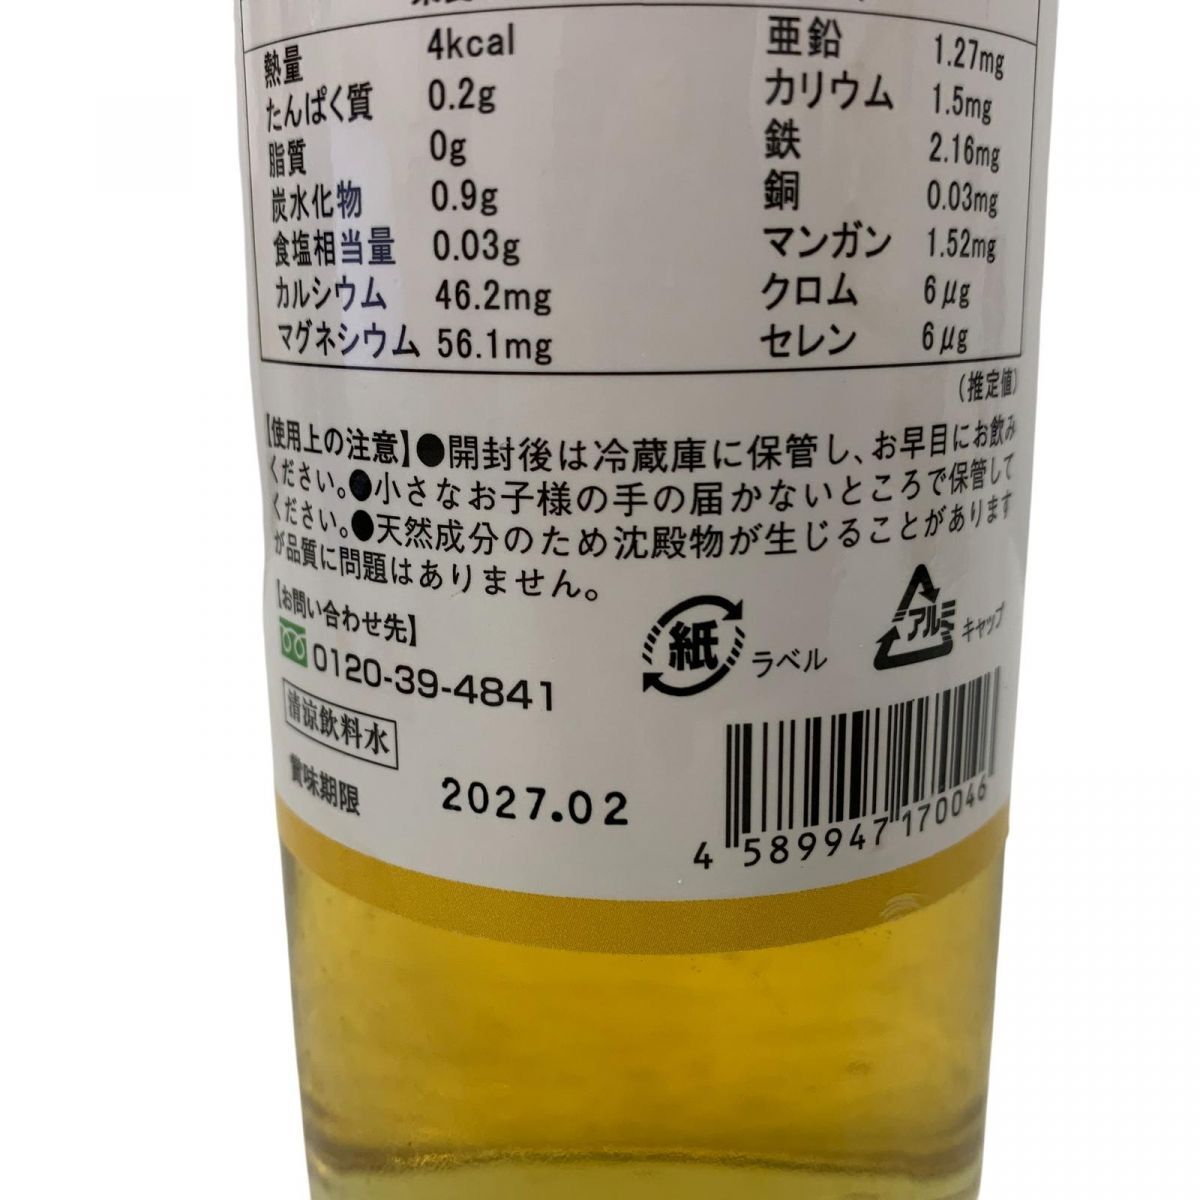 熱量 4kcal
たんぱく質 0.2g
脂質 0g
炭水化物 0.9g
食塩相当量 0.03g
カルシウム 46.2mg
マグネシウム 56.1mg
亜鉛 1.27mg
カリウム 1.5mg
鉄 2.16mg
銅 0.03mg
マンガン 1.52mg
クロム 6μg
セレン 6μg
(推定値)
【使用上の注意】●開封後は冷蔵庫に保管し、お早目にお飲み
ください。●小さなお子様の手の届かないところで保管して
ください。●天然成分のため沈殿物が生じることがあります
が品質に問題はありません。
【お問い合わせ先】
0120-39-4841
紙 ラベル
アルミ キャップ
清涼飲料水
賞味期限 2027.02
4 589947 170046